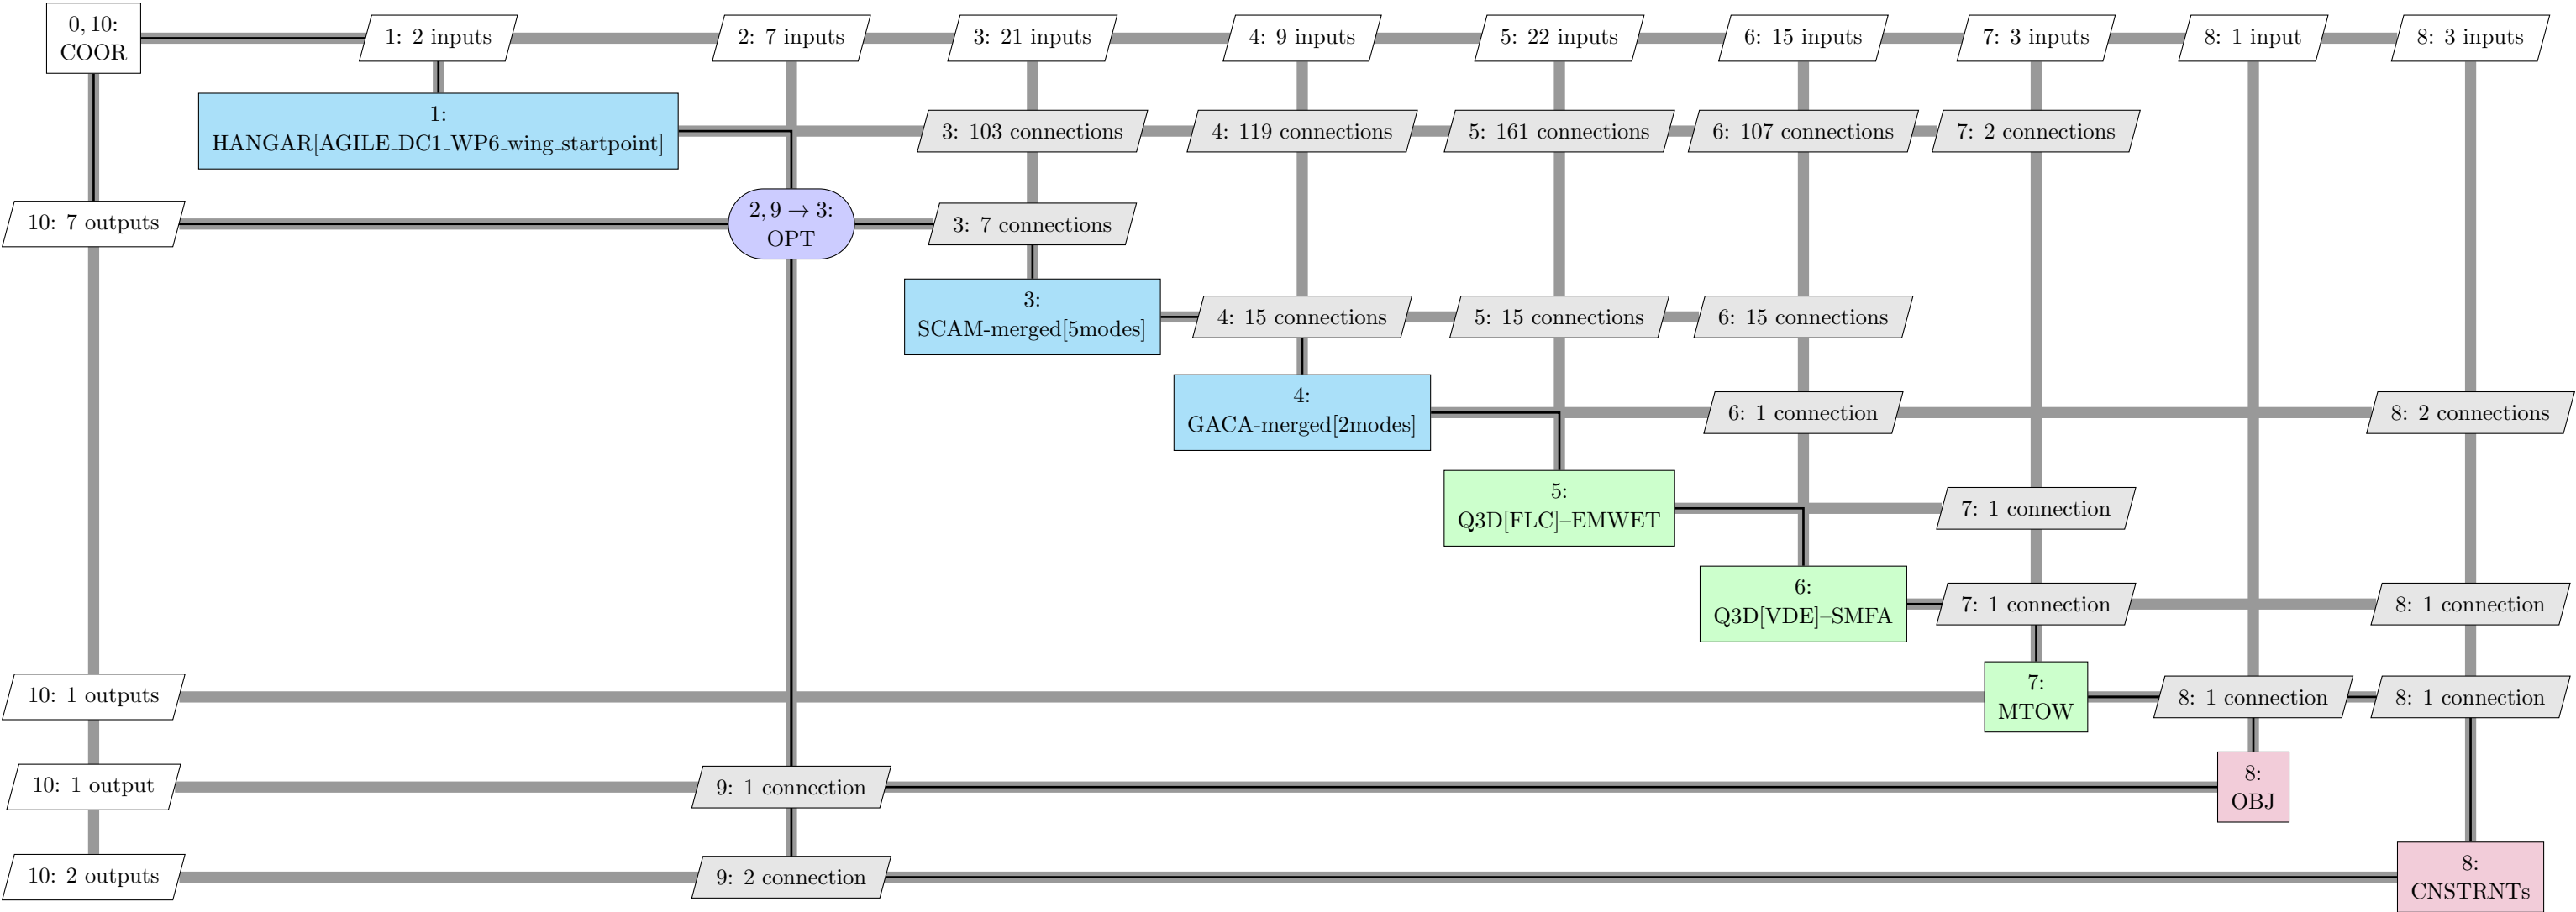 0, 10:
COOR
1: 2 inputs
2: 7 inputs
3: 21 inputs
4: 9 inputs
5: 22 inputs
6: 15 inputs
7: 3 inputs
8: 1 input
8: 3 inputs
1:
HANGAR[AGILE_DC1_WP6_wing_startpoint]
3: 103 connections
4: 119 connections
5: 161 connections
6: 107 connections
7: 2 connections
10: 7 outputs
2, 9 → 3:
OPT
3: 7 connections
3:
SCAM-merged[5modes]
4: 15 connections
5: 15 connections
6: 15 connections
4:
GACA-merged[2modes]
6: 1 connection
8: 2 connections
5:
Q3D[FLC]–EMWET
7: 1 connection
6:
Q3D[VDE]–SMFA
7: 1 connection
8: 1 connection
10: 1 outputs
7:
MTOW
8: 1 connection
8: 1 connection
10: 1 output
9: 1 connection
8:
OBJ
10: 2 outputs
9: 2 connection
8:
CNSTRNTs